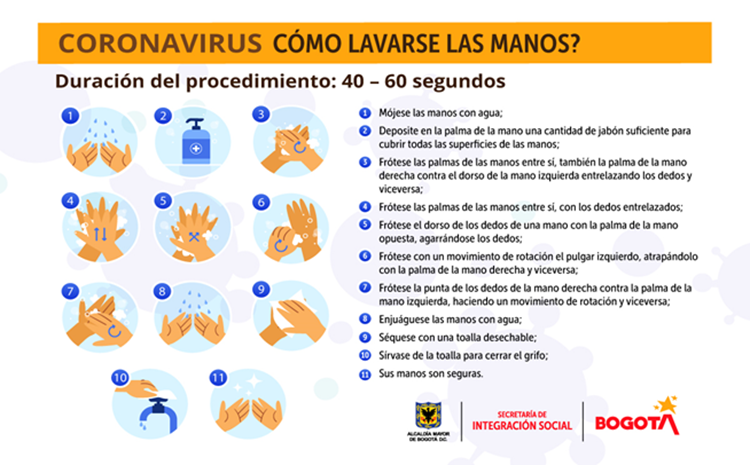 CORONAVIRUS CÓMO LAVARSE LAS MANOS?
Duración del procedimiento: 40 – 60 segundos
1
2
3
4
5
6
7
8
9
10
11
1 Mójese las manos con agua;
2 Deposite en la palma de la mano una cantidad de jabón suficiente para
cubrir todas las superficies de las manos;
3 Frótese las palmas de las manos entre sí, también la palma de la mano
derecha contra el dorso de la mano izquierda entrelazando los dedos y
viceversa;
4 Frótese las palmas de las manos entre sí, con los dedos entrelazados;
5 Frótese el dorso de los dedos de una mano con la palma de la mano
opuesta, agarrándose los dedos;
6 Frótese con un movimiento de rotación el pulgar izquierdo, atrapándolo
con la palma de la mano derecha y viceversa;
7 Frótese la punta de los dedos de la mano derecha contra la palma de la
mano izquierda, haciendo un movimiento de rotación y viceversa;
8 Enjuáguese las manos con agua;
9 Séquese con una toalla desechable;
10 Sírvase de la toalla para cerrar el grifo;
11 Sus manos son seguras.
ALCALDÍA MAYOR
DE BOGOTÁ D.C.
SECRETARÍA DE
INTEGRACIÓN SOCIAL
BOGOTÁ